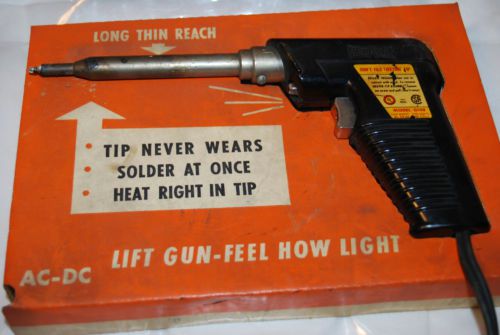 LONG THIN REACH
• TIP NEVER WEARS
• SOLDER AT ONCE
• HEAT RIGHT IN TIP
LIFT GUN-FEEL HOW LIGHT
AC-DC